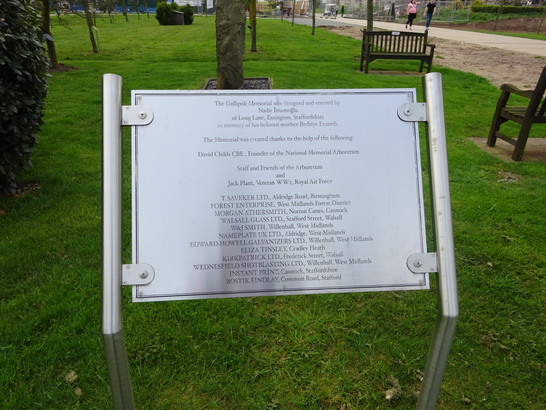 The Gallipoli Memorial was designed and erected by
Nadir Imamoğlu
of Long Lane, Essington, Staffordshire
in memory of his beloved mother
The Memorial was created thanks to the help of the following:
David Childs CBE, Founder of the National Memorial Arboretum
Staff and Friends of the Arboretum
and
Jack Plant, Veteran WW2, Royal Air Force
T. SAVEKER LTD, Aldridge Road, Birmingham
FOREST ENTERPRISE, West Midlands Forest District
MORGAN ATHERSMITH, Norton Canes, Cannock
WALSALL GLASS LTD., Stafford Street, Walsall
W&J SMITH, Willenhall, West Midlands
NAMEPLATE UK LTD., Aldridge, West Midlands
EDWARD HOWELL GALVANIZERS LTD., Willenhall, West Midlands
ELIZA TINSLEY, Cradley Heath
KIRKPATRICK LTD., Frederick Street, Walsall
WEDNESFIELD SHOTBLASTING LTD., Willenhall, West Midlands
INSTANT PRINT, Cannock, Staffordshire
BOSTIK FINDLAY, Common Road, Stafford